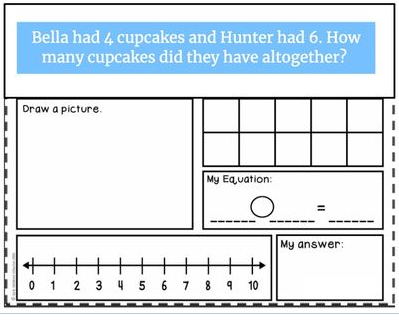 Bella had 4 cupcakes and Hunter had 6. How
many cupcakes did they have altogether?
Draw a picture.
My Equation:
=
My answer:
0 1 2 3 4 5 6 7 8 9 10